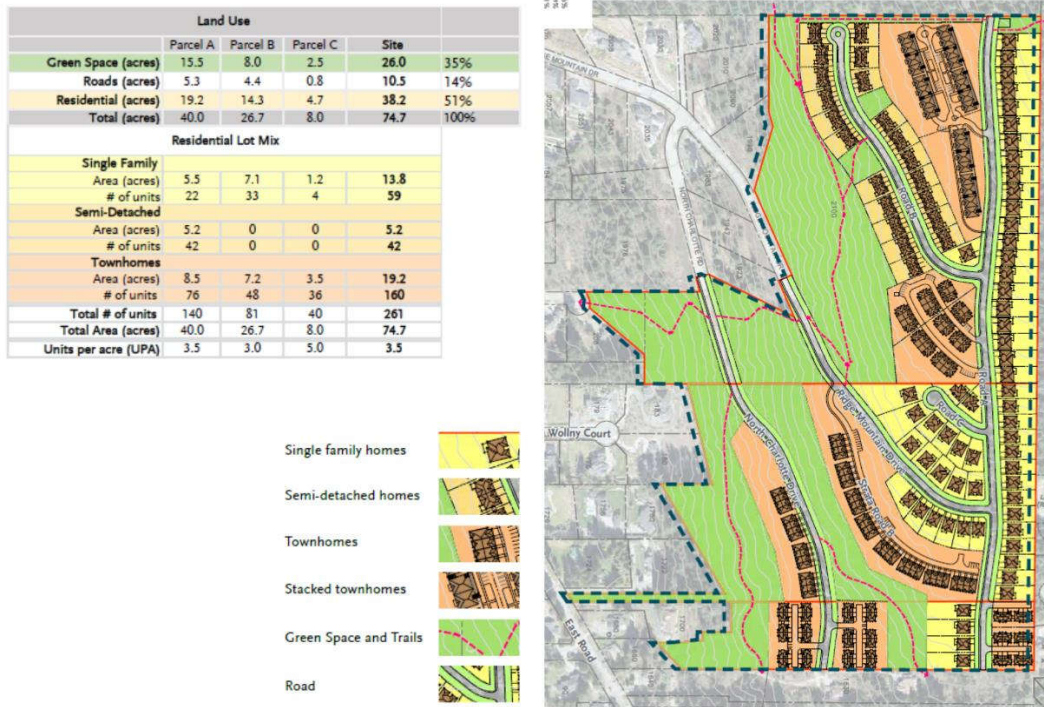 Land Use
Parcel A Parcel B Parcel C Site
Green Space (acres) 15.5 8.0 2.5 26.0 35%
Roads (acres) 5.3 4.4 0.8 10.5 14%
Residential (acres) 19.2 14.3 4.7 38.2 51%
Total (acres) 40.0 26.7 8.0 74.7 100%
Residential Lot Mix
Single Family
Area (acres) 5.5 7.1 1.2 13.8
# of units 22 33 4 59
Semi-Detached
Area (acres) 5.2 0 0 5.2
# of units 42 0 0 42
Townhomes
Area (acres) 8.5 7.2 3.5 19.2
# of units 76 48 36 160
Total # of units 140 81 40 261
Total Area (acres) 40.0 26.7 8.0 74.7
Units per acre (UPA) 3.5 3.0 5.0 3.5
Single family homes
Semi-detached homes
Townhomes
Stacked townhomes
Green Space and Trails
Road
MOUNTAIN DR
NORTH CHARLOTTE RD
Road B
Road A
Road C
Ridge Mountain Drive
North Charlotte Drive
Strata Road B
Wollny Court
East Road